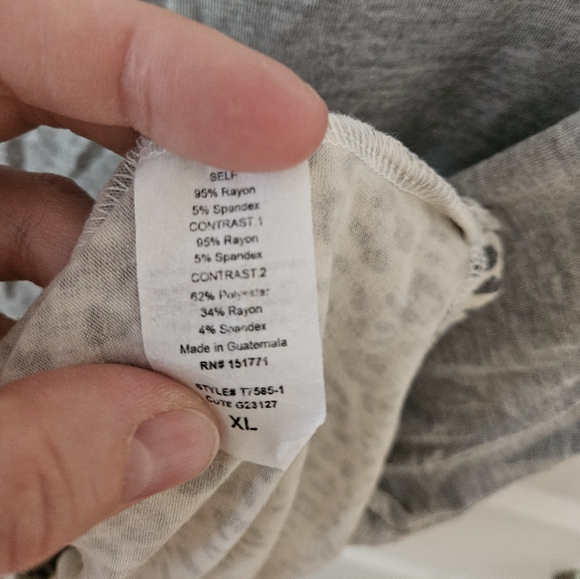 SELF
95% Rayon
5% Spandex
CONTRAST.1
95% Rayon
5% Spandex
CONTRAST.2
62% Polyester
34% Rayon
4% Spandex
Made in Guatemala
RN# 151771
STYLE# T7585-1
CUT# G23127
XL